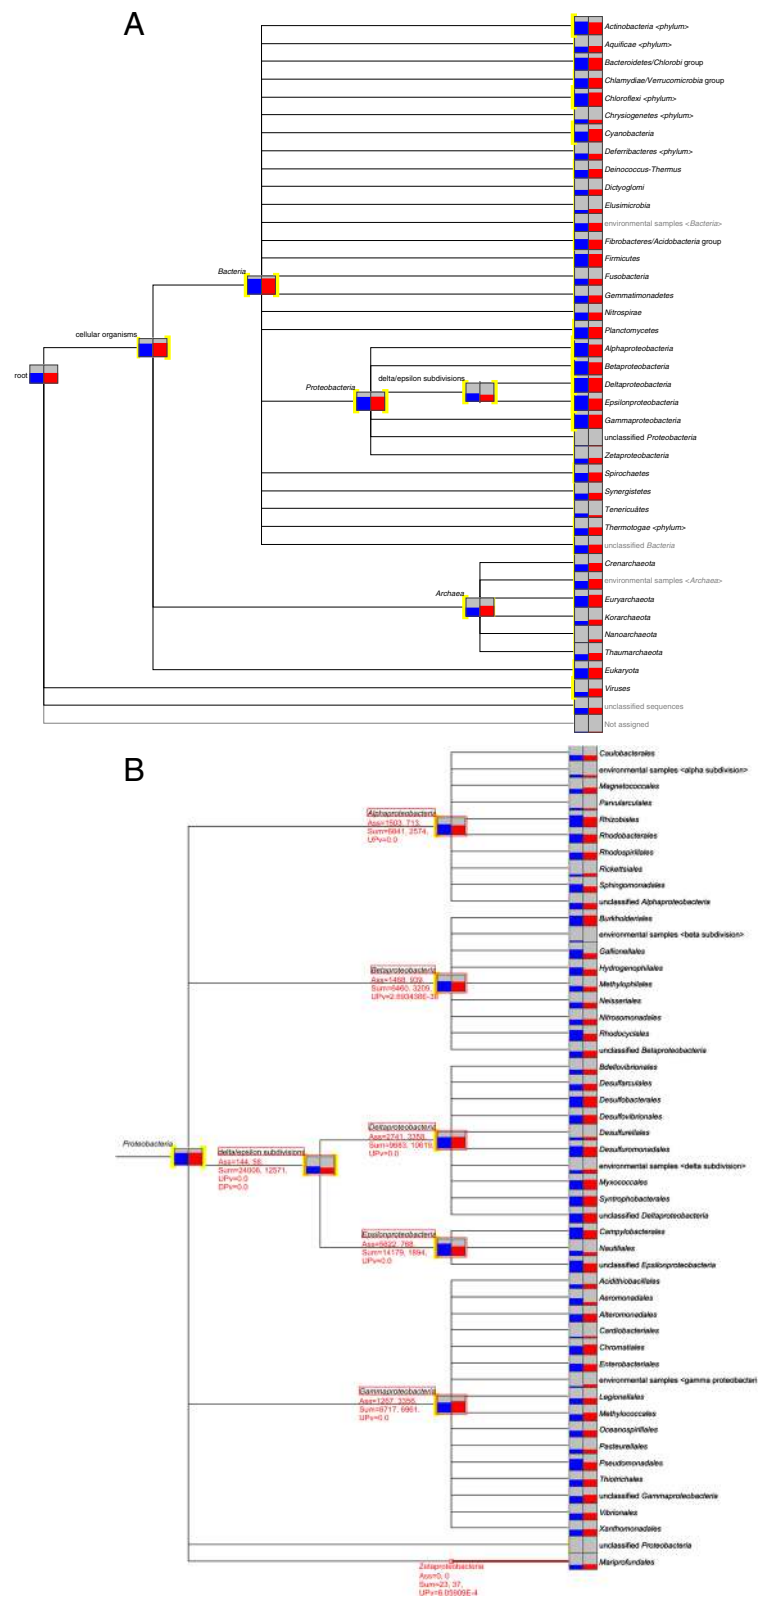 A
Actinobacteria <phylum>
Aquificae <phylum>
Bacteroidetes/Chlorobi group
Chlamydiae/Verrucomicrobia group
Chloroflexi <phylum>
Chrysiogenetes <phylum>
Cyanobacteria
Deferribacteres <phylum>
Deinococcus-Thermus
Dictyoglomi
Elusimicrobia
environmental samples <Bacteria>
Fibrobacteres/Acidobacteria group
Firmicutes
Bacteria
Fusobacteria
Gemmatimonadetes
Nitrospirae
Planctomycetes
cellular organisms
Alphaproteobacteria
Betaproteobacteria
root
delta/epsilon subdivisions
Deltaproteobacteria
Proteobacteria
Epsilonproteobacteria
Gammaproteobacteria
unclassified Proteobacteria
Zetaproteobacteria
Spirochaetes
Synergistetes
Thermotogae <phylum>
unclassified Bacteria
Crenarchaeota
environmental samples <Archaea>
Archaea
Euryarchaeota
Korarchaeota
Nanoarchaeota
Thaumarchaeota
Eukaryota
Viruses
unclassified sequences
Not assigned
B
Caulobacterales
environmental samples <alpha subdivision>
Magnetococcales
Parvularculales
Alphaproteobacteria
Rhizobiales
UPv=0.0
Rhodobacterales
Rhodospirillales
Rickettsiales
Sphingomonadales
unclassified Alphaproteobacteria
Burkholderiales
environmental samples <beta subdivision>
Gallionellales
Hydrogenophilales
Betaproteobacteria
Methylophilales
Neisseriales
Nitrosomonadales
Rhodocyclales
unclassified Betaproteobacteria
Bdellovibrionales
Desulfarculales
Desulfobacterales
Desulfovibrionales
Deltaproteobacteria
Desulfurellales
UPv=0.0
Desulfuromonadales
Proteobacteria
delta/epsilon subdivisions
Ass=144, 56,
Sum=24006, 12571,
UPv=0.0
DPv=0.0
environmental samples <delta subdivision>
Myxococcales
Syntrophobacterales
unclassified Deltaproteobacteria
Campylobacterales
Epsilonproteobacteria
Sum=14179, 1894,
UPv=0.0
Nautiliales
unclassified Epsilonproteobacteria
Acidithiobacillales
Aeromonadales
Alteromonadales
Cardiobacteriales
Chromatiales
Enterobacteriales
environmental samples <gamma proteobacteri
Gammaproteobacteria
UPv=0.0
Legionellales
Methylococcales
Oceanospirillales
Pasteurellales
Pseudomonadales
Thiotrichales
unclassified Gammaproteobacteria
Vibrionales
Xanthomonadales
unclassified Proteobacteria
Mariprofundales
Zetaproteobacteria
Ass=0, 0
Sum=23, 37,